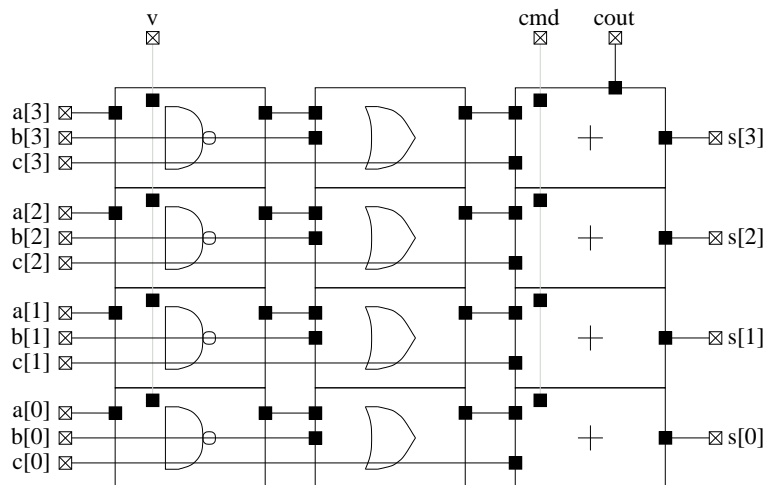 v cmd cout
a[3]
b[3] s[3]
c[3]
a[2]
b[2] s[2]
c[2]
a[1]
b[1] s[1]
c[1]
a[0]
b[0] s[0]
c[0]